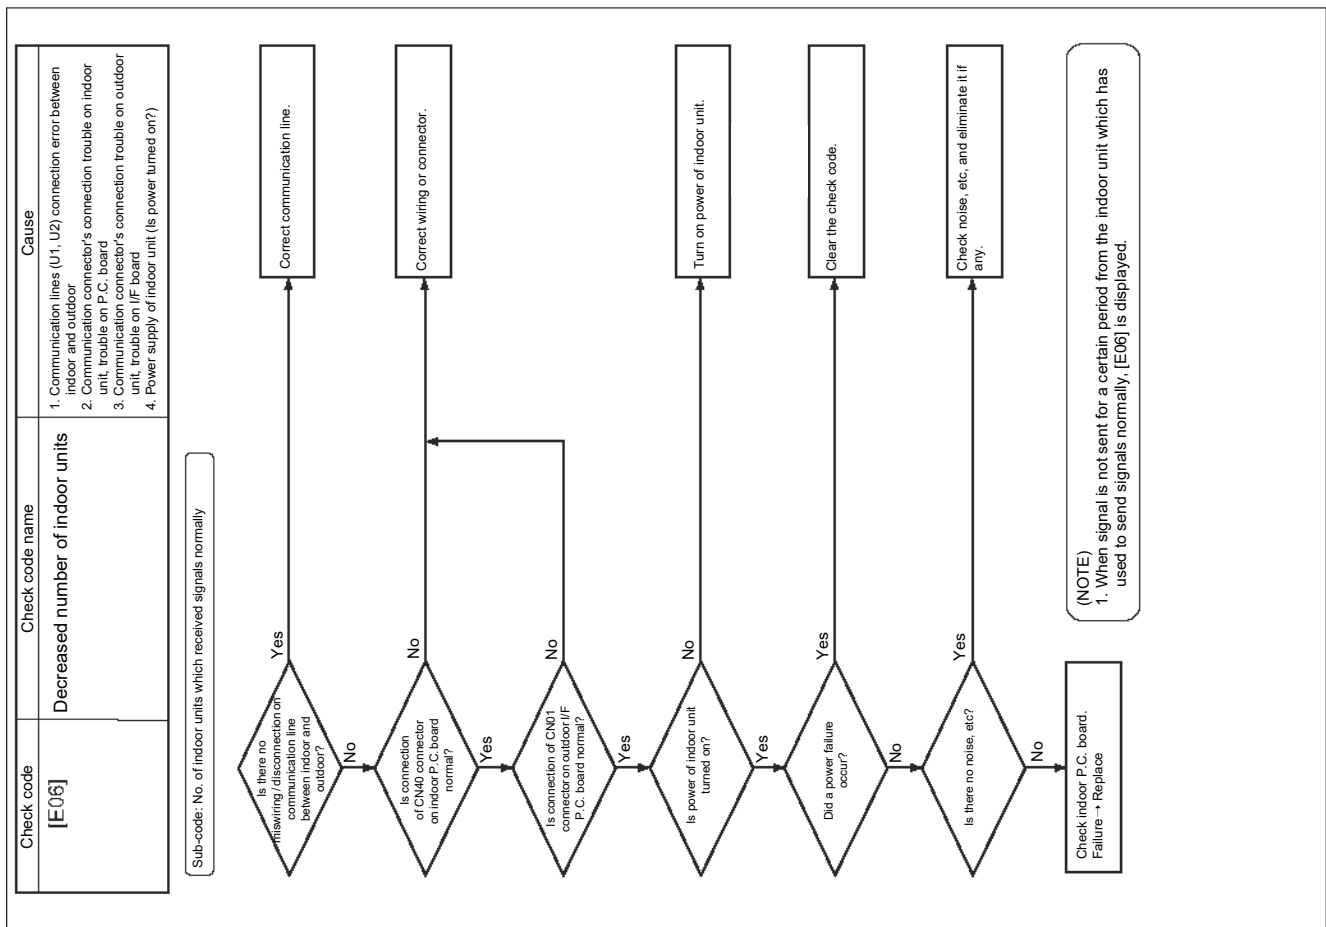 Check code
Check code name
Cause
[E06]
Decreased number of indoor units
1. Communication lines (U1, U2) connection error between
indoor and outdoor
2. Communication connector's connection trouble on indoor
unit, trouble on P.C. board
3. Communication connector's connection trouble on outdoor
unit, trouble on I/F board
4. Power supply of indoor unit (Is power turned on?)
Sub-code: No. of indoor units which received signals normally
Is there no
miswiring / disconnection on
communication line
between indoor and
outdoor?
Yes
Correct communication line.
No
Is connection
of CN40 connector
on indoor P.C. board
normal?
No
Correct wiring or connector.
Yes
Is connection of CN01
connector on outdoor I/F
P.C. board normal?
No
Yes
Is power of indoor unit
turned on?
No
Turn on power of indoor unit.
Yes
Did a power failure
occur?
Yes
Clear the check code.
No
Is there no noise, etc?
Yes
Check noise, etc, and eliminate it if
any.
No
Check indoor P.C. board.
Failure→ Replace
(NOTE)
1. When signal is not sent for a certain period from the indoor unit which has
used to send signals normally, [E06] is displayed.